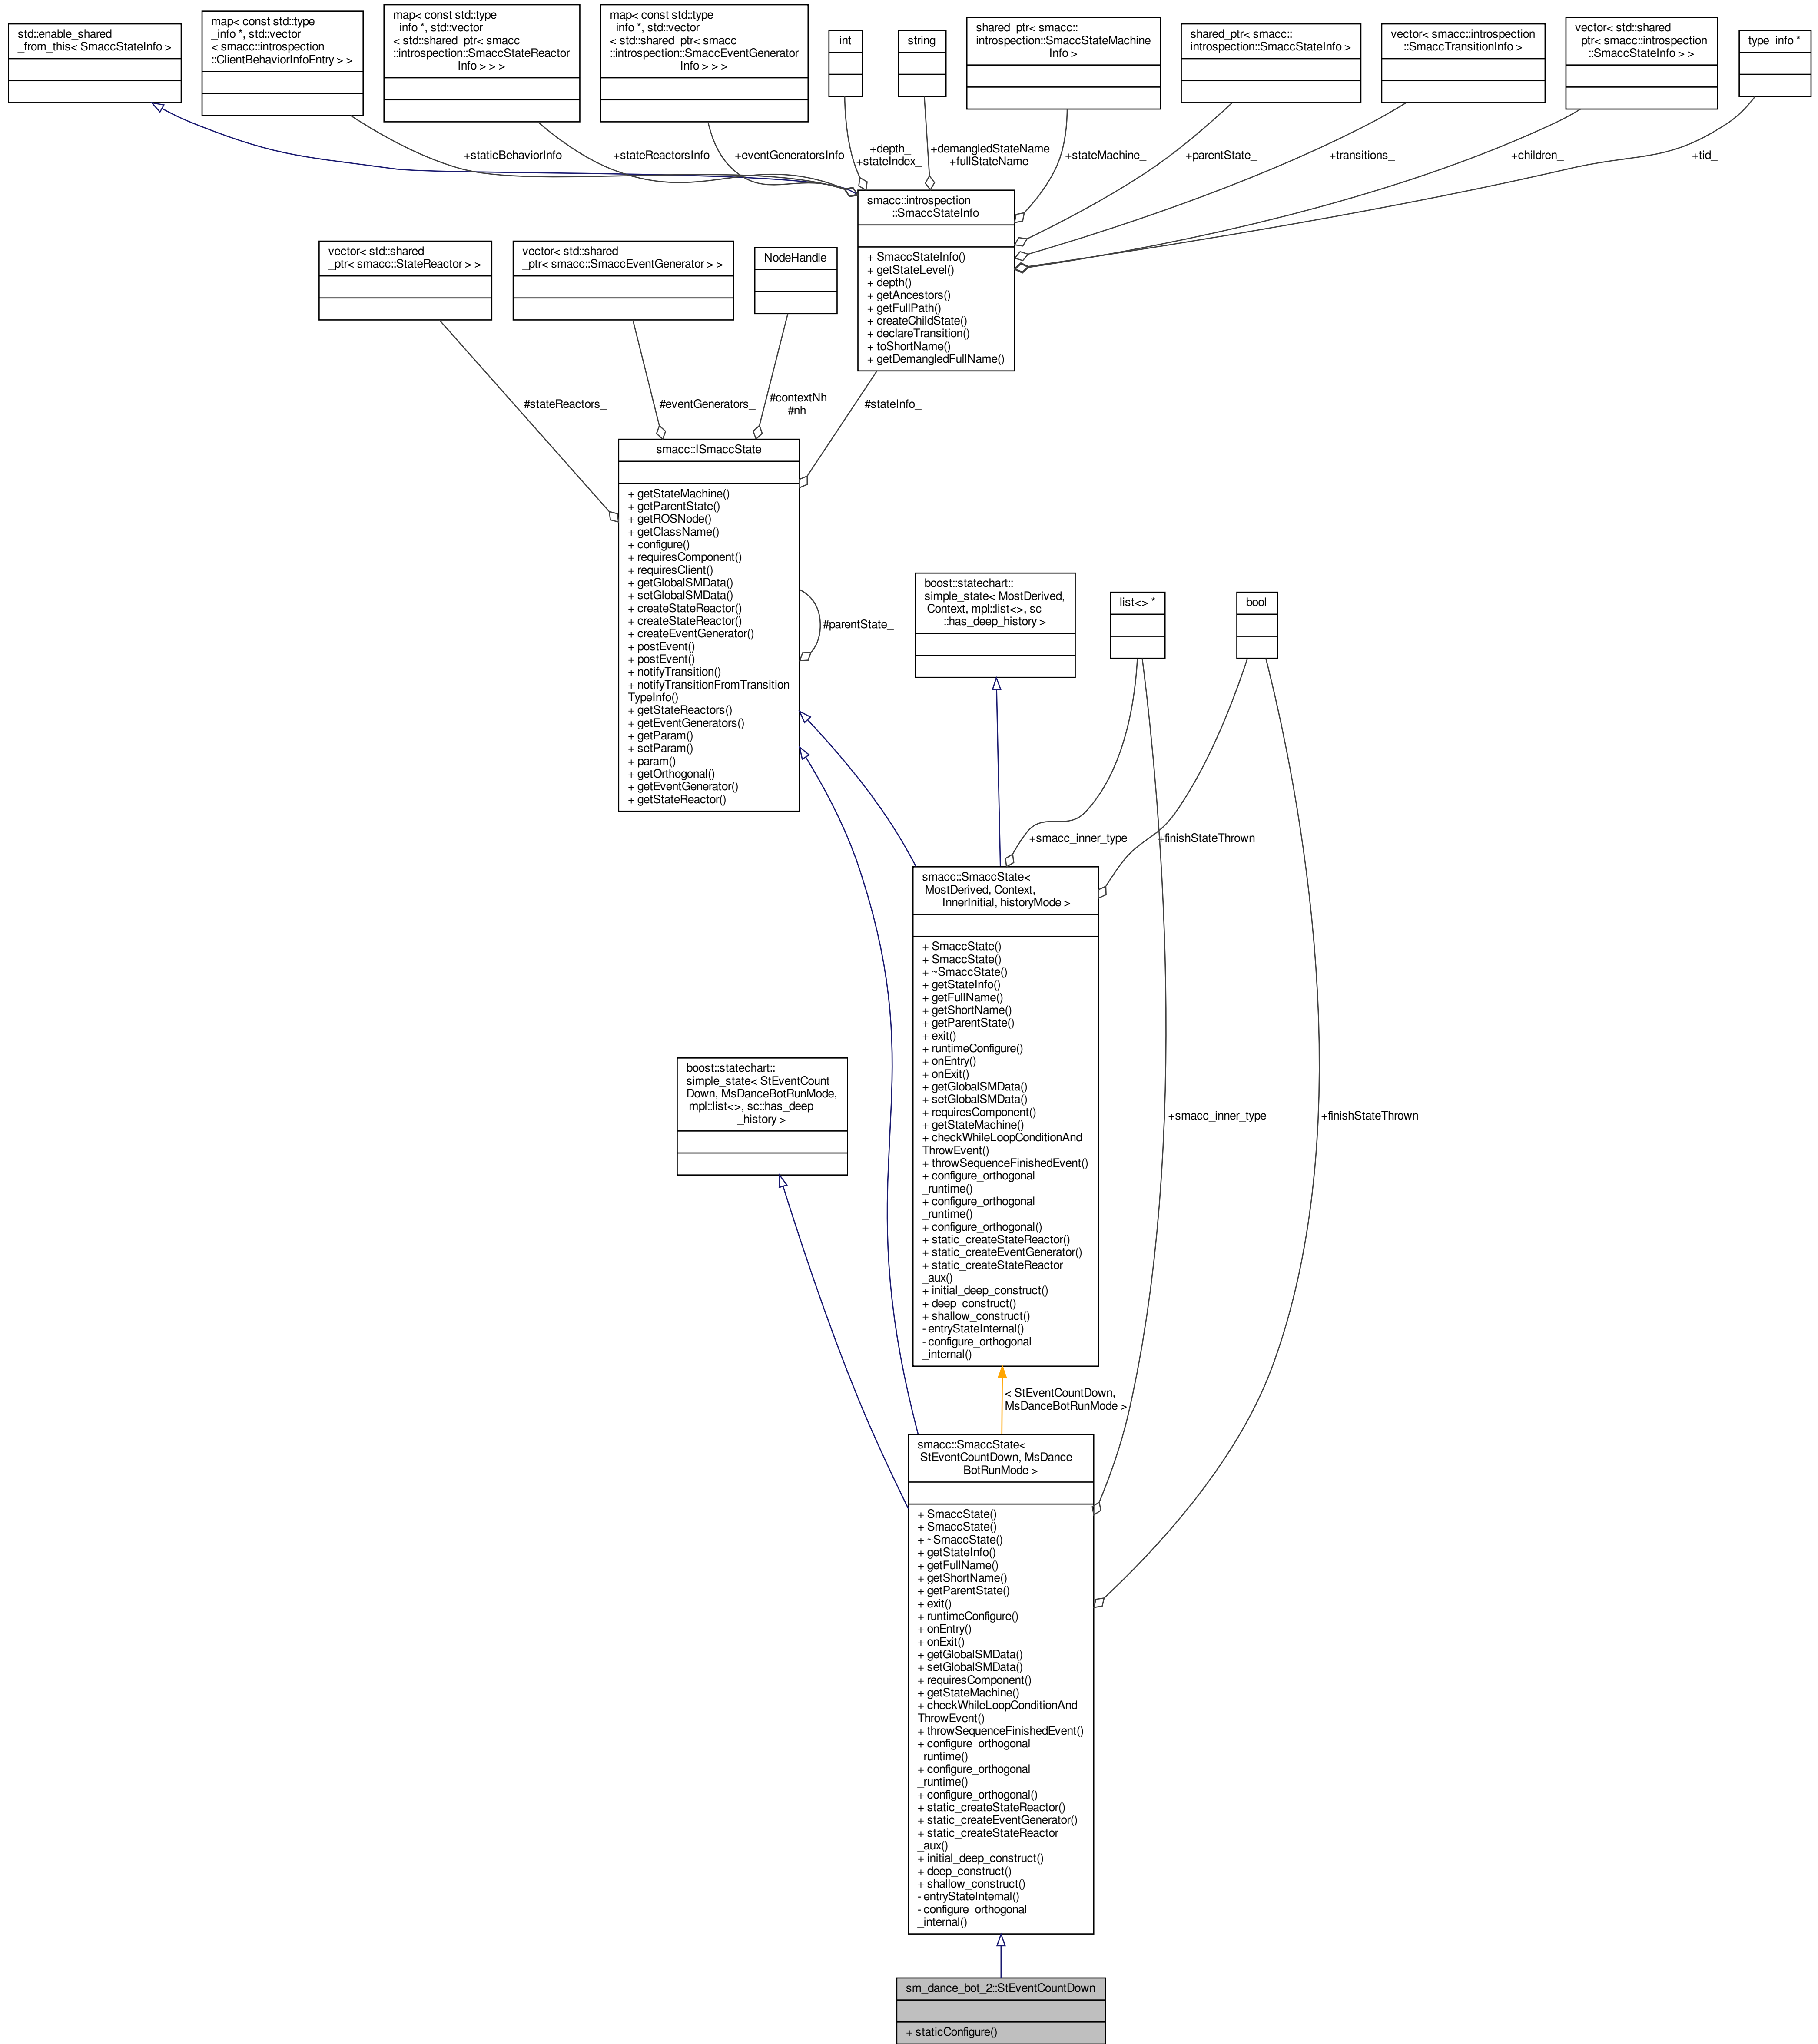 std::enable_shared
_from_this< SmaccStateInfo >
map< const std::type
_info *, std::vector
< smacc::introspection
::ClientBehaviorInfoEntry > >
map< const std::type
_info *, std::vector
< std::shared_ptr< smacc
::introspection::StateReactor
Info > > >
map< const std::type
_info *, std::vector
< std::shared_ptr< smacc
::introspection::SmaccEventGenerator
Info > > >
int
string
shared_ptr< smacc::
introspection::SmaccStateMachine
Info >
shared_ptr< smacc::
introspection::SmaccStateInfo >
vector< smacc::introspection
::SmaccTransitionInfo >
vector< std::shared
_ptr< smacc::introspection
::SmaccStateInfo > >
type_info *
+staticBehaviorInfo
+stateReactorsInfo
+eventGeneratorsInfo
+depth_
+stateIndex_
+demangledStateName
+fullStateName
+stateMachine_
+parentState_
+transitions_
+children_
+tid_
smacc::introspection
::SmaccStateInfo
+ SmaccStateInfo()
+ getStateLevel()
+ depth()
+ getAncestors()
+ getFullPath()
+ createChildState()
+ declareTransition()
+ toShortName()
+ getDemangledFullName()
vector< std::shared
_ptr< smacc::StateReactor > >
vector< std::shared
_ptr< smacc::SmaccEventGenerator > >
NodeHandle
#stateReactors_
#eventGenerators_
#contextNh
#nh
#stateInfo_
smacc::ISmaccState
+ getStateMachine()
+ getParentState()
+ getROSNode()
+ getClassName()
+ configure()
+ requiresComponent()
+ requiresClient()
+ getGlobalSMData()
+ setGlobalSMData()
+ createStateReactor()
+ createStateReactor()
+ createEventGenerator()
+ postEvent()
+ postEvent()
+ notifyTransition()
+ notifyTransitionFromTransition
TypeInfo()
+ getStateReactors()
+ getEventGenerators()
+ getParam()
+ setParam()
+ param()
+ getOrthogonal()
+ getEventGenerator()
+ getStateReactor()
#parentState_
boost::statechart::
simple_state< MostDerived,
Context, mpl::list<>, sc
::has_deep_history >
list<> *
bool
+smacc_inner_type
+finishStateThrown
smacc::SmaccState<
MostDerived, Context,
InnerInitial, historyMode >
+ SmaccState()
+ SmaccState()
+ ~SmaccState()
+ getStateInfo()
+ getFullName()
+ getShortName()
+ getParentState()
+ exit()
+ runtimeConfigure()
+ onEntry()
+ onExit()
+ getGlobalSMData()
+ setGlobalSMData()
+ requiresComponent()
+ getStateMachine()
+ checkWhileLoopConditionAnd
ThrowEvent()
+ throwSequenceFinishedEvent()
+ configure_orthogonal
_runtime()
+ configure_orthogonal
_runtime()
+ configure_orthogonal()
+ static_createStateReactor()
+ static_createEventGenerator()
+ static_createStateReactor
_aux()
+ initial_deep_construct()
+ deep_construct()
+ shallow_construct()
- entryStateInternal()
- configure_orthogonal
_internal()
boost::statechart::
simple_state< StEventCount
Down, MsDanceBotRunMode,
mpl::list<>, sc::has_deep
_history >
+smacc_inner_type
+finishStateThrown
< StEventCountDown,
MsDanceBotRunMode >
smacc::SmaccState<
StEventCountDown, MsDance
BotRunMode >
+ SmaccState()
+ SmaccState()
+ ~SmaccState()
+ getStateInfo()
+ getFullName()
+ getShortName()
+ getParentState()
+ exit()
+ runtimeConfigure()
+ onEntry()
+ onExit()
+ getGlobalSMData()
+ setGlobalSMData()
+ requiresComponent()
+ getStateMachine()
+ checkWhileLoopConditionAnd
ThrowEvent()
+ throwSequenceFinishedEvent()
+ configure_orthogonal
_runtime()
+ configure_orthogonal
_runtime()
+ configure_orthogonal()
+ static_createStateReactor()
+ static_createEventGenerator()
+ static_createStateReactor
_aux()
+ initial_deep_construct()
+ deep_construct()
+ shallow_construct()
- entryStateInternal()
- configure_orthogonal
_internal()
sm_dance_bot_2::StEventCountDown
+ staticConfigure()